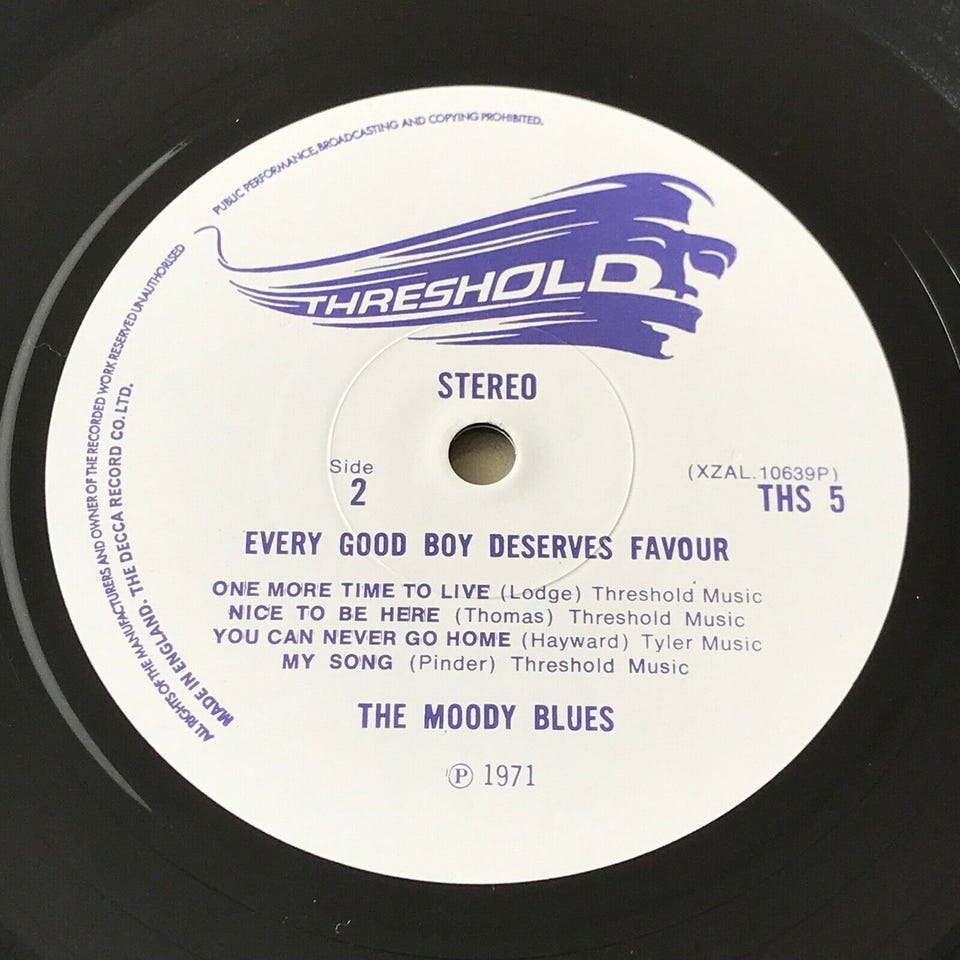 PUBLIC PERFORMANCE, BROADCASTING AND COPYING PROHIBITED.
ALL RIGHTS OF THE MANUFACTURERS AND OWNER OF THE RECORDED WORK RESERVED UNAUTHORISED
MADE IN ENGLAND. THE DECCA RECORD CO. LTD.
THRESHOLD
STEREO
Side
2
(XZAL.10639P)
THS 5
EVERY GOOD BOY DESERVES FAVOUR
ONE MORE TIME TO LIVE (Lodge) Threshold Music
NICE TO BE HERE (Thomas) Threshold Music
YOU CAN NEVER GO HOME (Hayward) Tyler Music
MY SONG (Pinder) Threshold Music
THE MOODY BLUES
℗ 1971